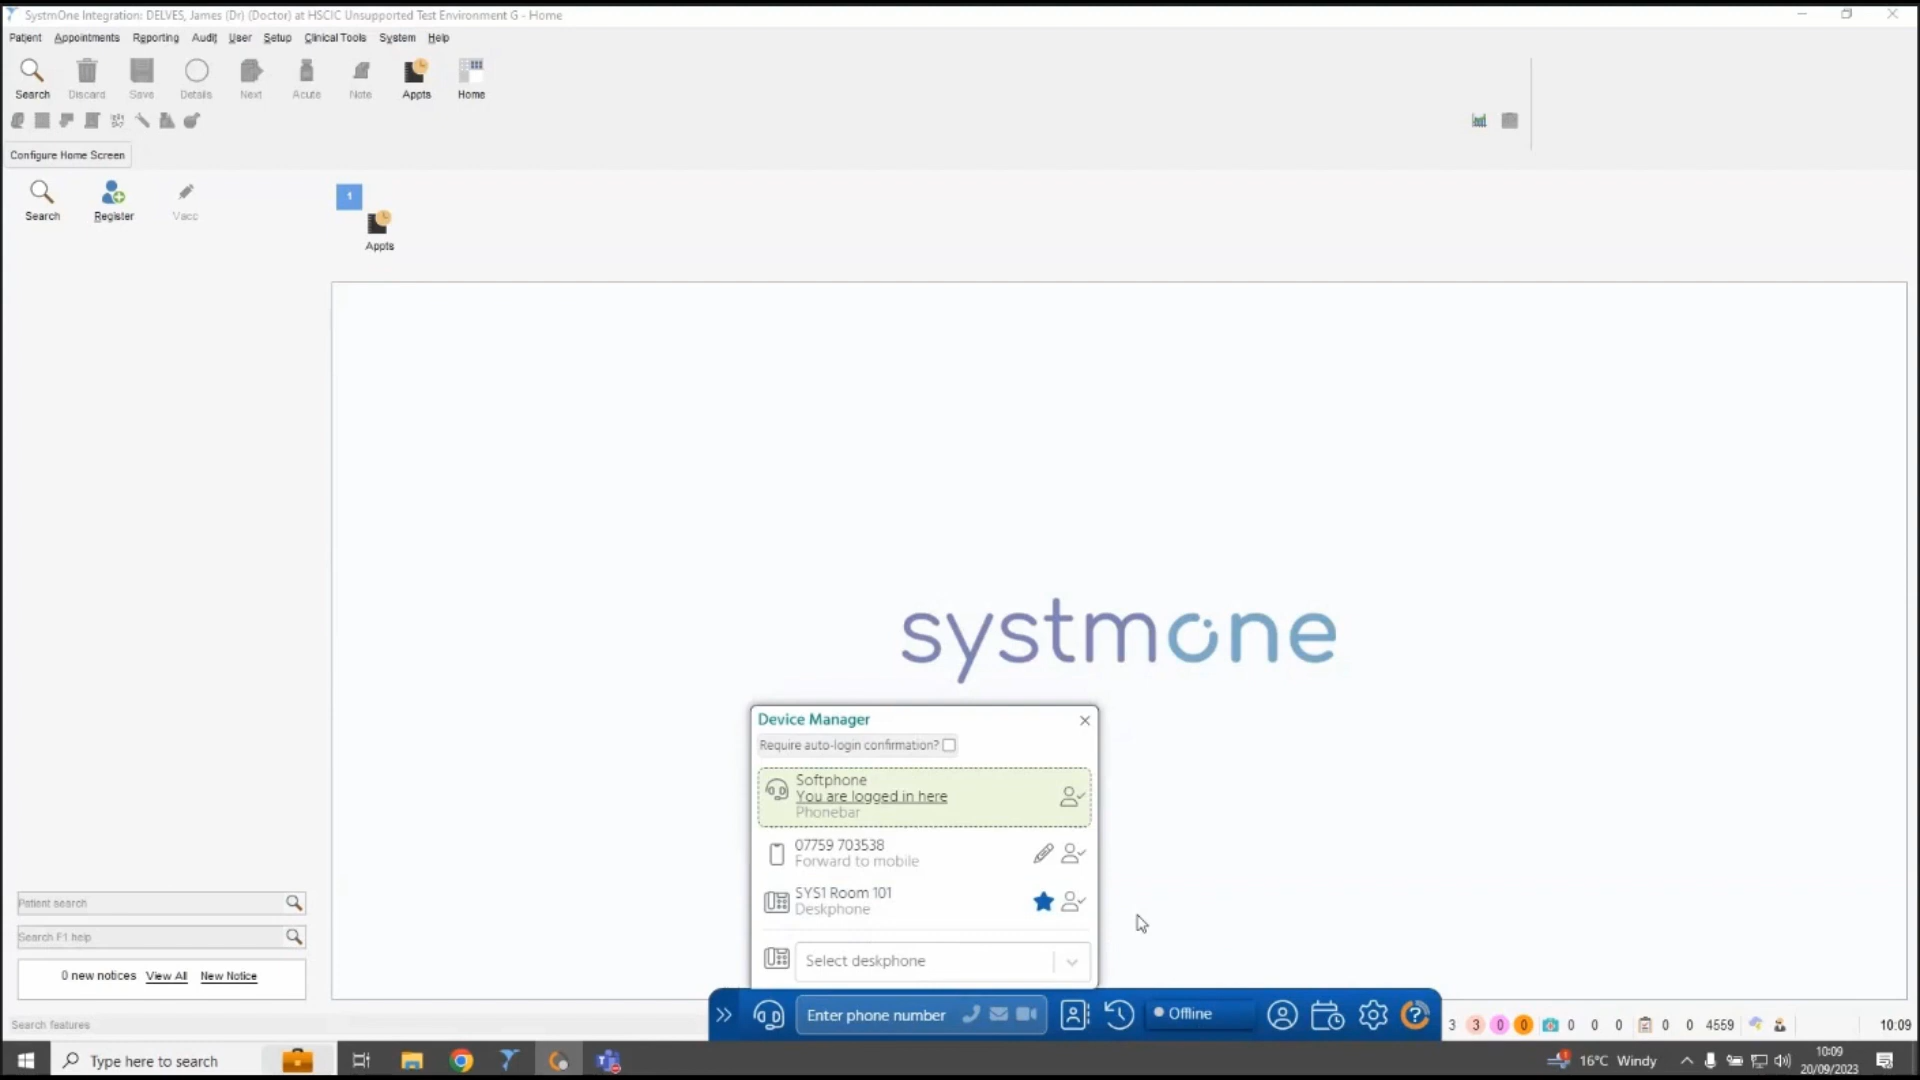 SystmOne Integration: DELVES, James (Dr) (Doctor) at HSCIC Unsupported Test Environment G - Home
Patient Appointments Reporting Audit User Setup Clinical Tools System Help
Search Discard Save Details Next Acute Note Appts Home
Configure Home Screen
Search Register Vacc
1
Appts
systmone
Device Manager
Require auto-login confirmation?
Softphone
You are logged in here
Phonebar
07759 703538
Forward to mobile
SYS1 Room 101
Deskphone
Select deskphone
Patient search
Search F1 help
0 new notices View All New Notice
Search features
Enter phone number
Offline
3 3 0 0 0 0 0 0 0 4559 10:09
Type here to search
16°C Windy
10:09
20/09/2023